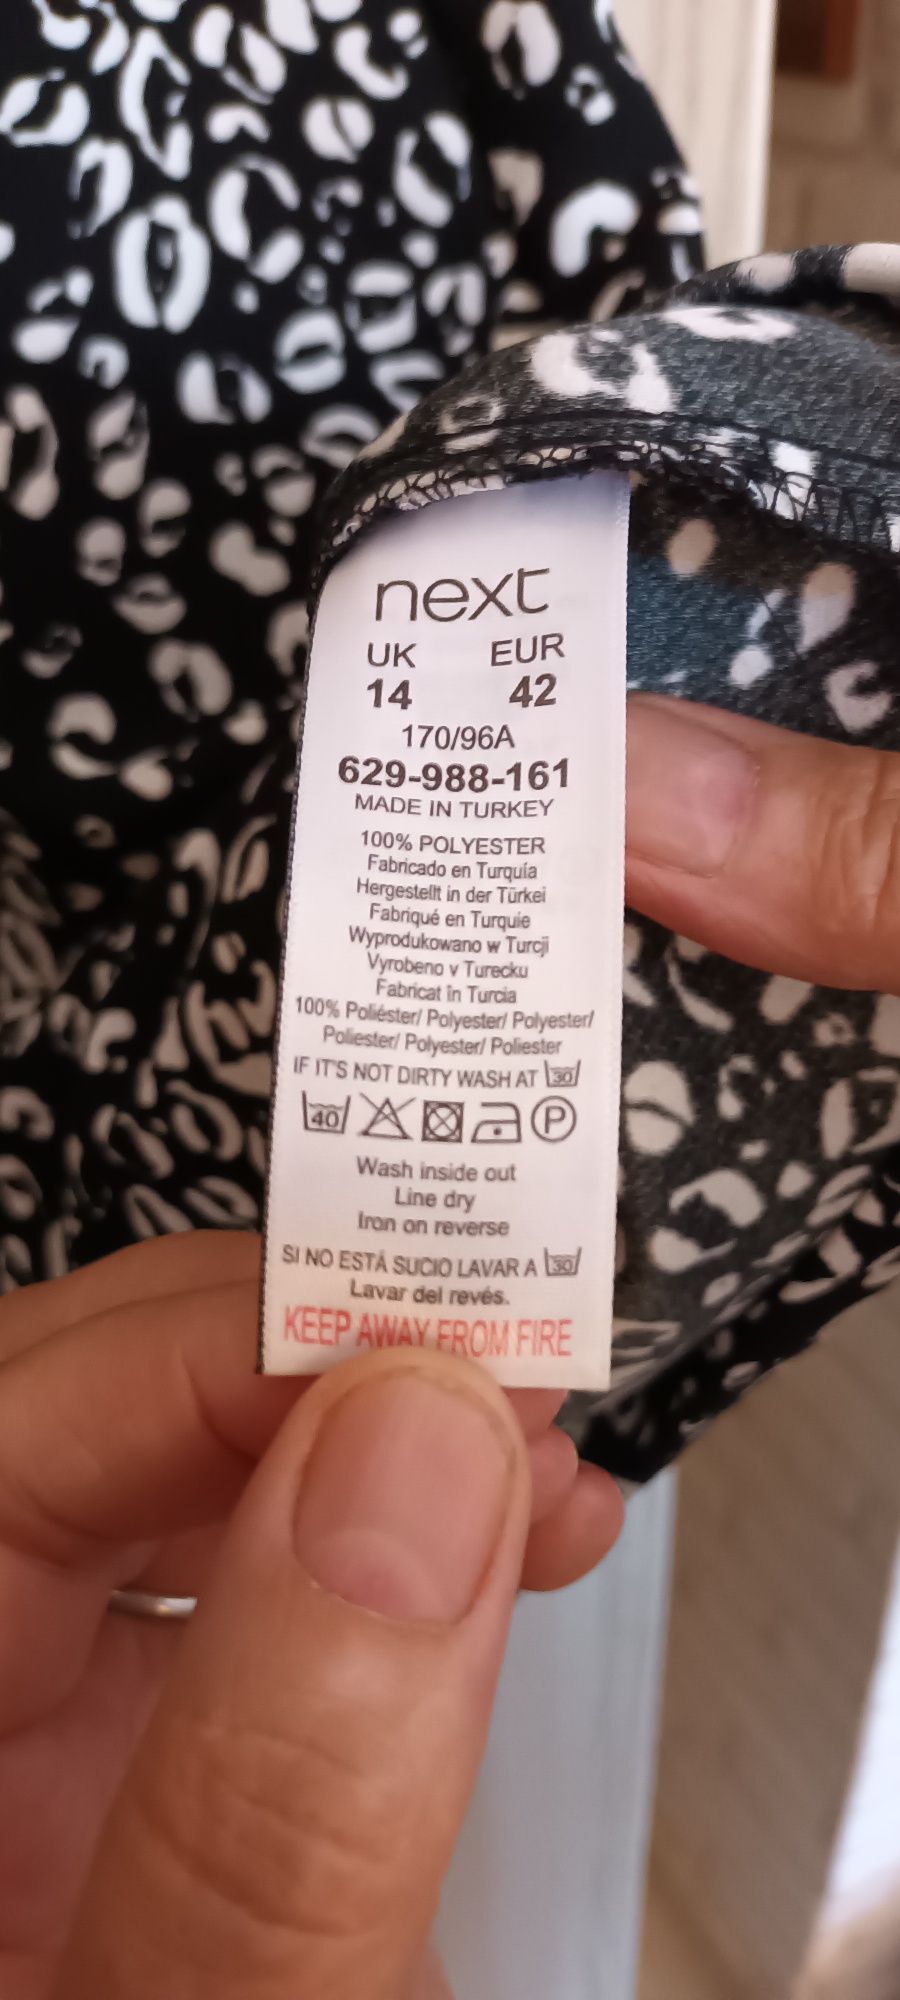 next
UK EUR
14 42
170/96A
629-988-161
MADE IN TURKEY
100% POLYESTER
Fabricado en Turquía
Hergestellt in der Türkei
Fabriqué en Turquie
Wyprodukowano w Turcji
Vyrobeno v Turecku
Fabricat în Turcia
100% Poliéster/ Polyester/ Polyester/
Poliester/ Polyester/ Poliester
IF IT'S NOT DIRTY WASH AT 30
40 P
Wash inside out
Line dry
Iron on reverse
SI NO ESTÁ SUCIO LAVAR A 30
Lavar del revés.
KEEP AWAY FROM FIRE